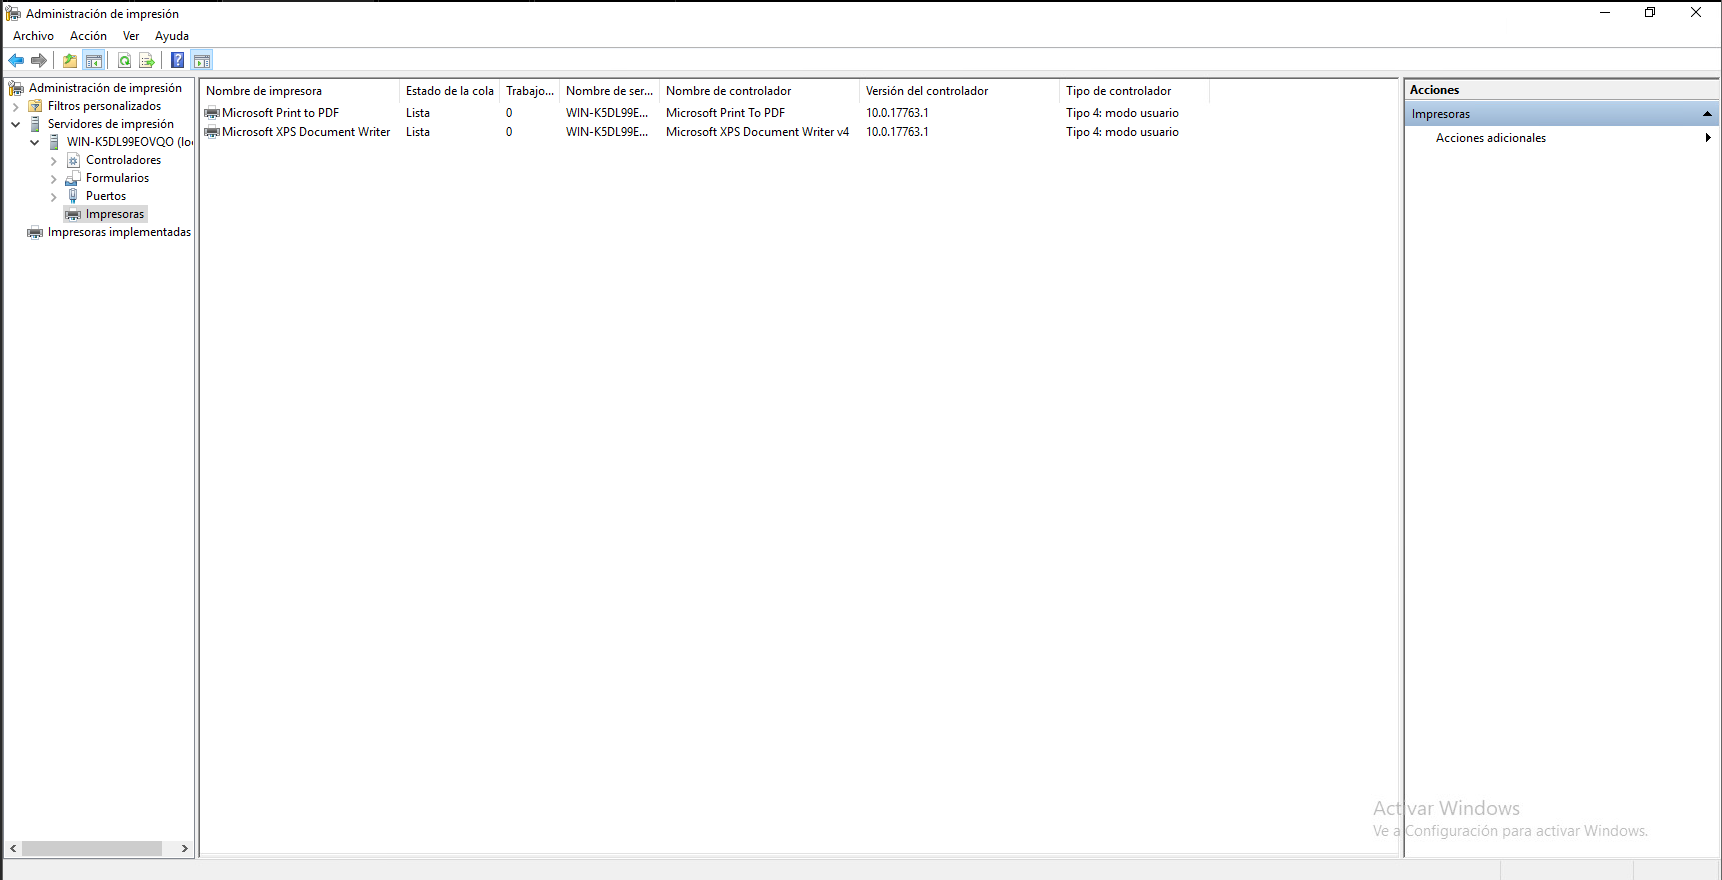 Administración de impresión
Archivo Acción Ver Ayuda
Administración de impresión
Filtros personalizados
Servidores de impresión
WIN-K5DL99EOVQO (lo
Controladores
Formularios
Puertos
Impresoras
Impresoras implementadas
Nombre de impresora Estado de la cola Trabajo... Nombre de ser... Nombre de controlador Versión del controlador Tipo de controlador
Microsoft Print to PDF Lista 0 WIN-K5DL99E... Microsoft Print To PDF 10.0.17763.1 Tipo 4: modo usuario
Microsoft XPS Document Writer Lista 0 WIN-K5DL99E... Microsoft XPS Document Writer v4 10.0.17763.1 Tipo 4: modo usuario
Acciones
Impresoras
Acciones adicionales
Activar Windows
Ve a Configuración para activar Windows.